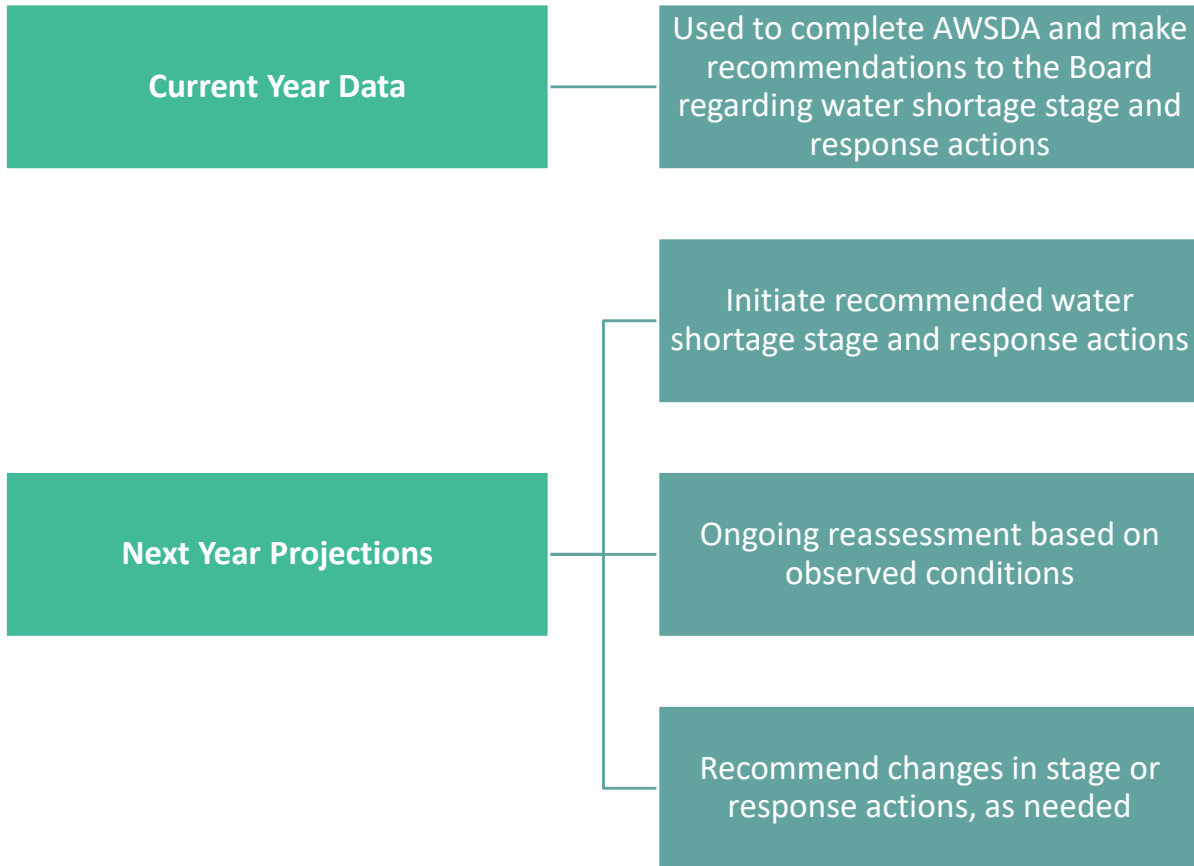 Current Year Data
Used to complete AWSDA and make
recommendations to the Board
regarding water shortage stage and
response actions
Initiate recommended water
shortage stage and response actions
Next Year Projections
Ongoing reassessment based on
observed conditions
Recommend changes in stage or
response actions, as needed